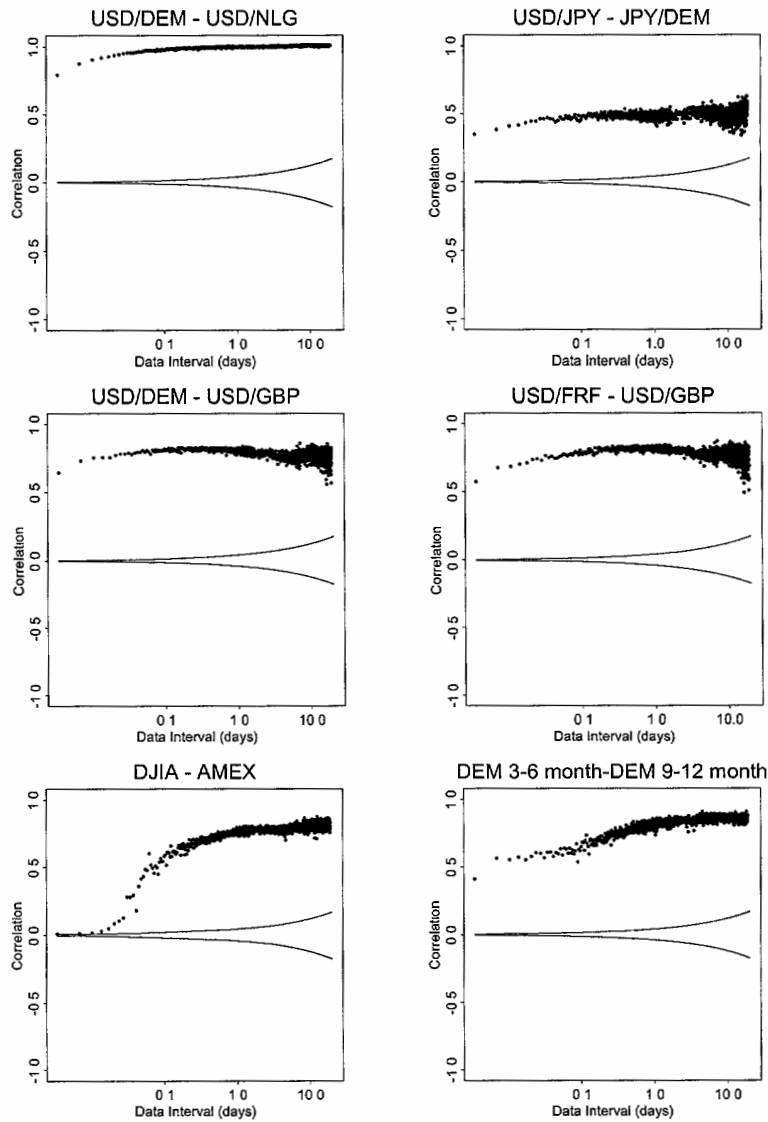 USD/DEM - USD/NLG
Correlation
1 0
0 5
0 0
-0 5
-1 0
0 1 1 0 10 0
Data Interval (days)
USD/JPY - JPY/DEM
Correlation
1 0
0 5
0 0
-0 5
-1 0
0 1 1.0 10 0
Data Interval (days)
USD/DEM - USD/GBP
Correlation
1 0
0 5
0 0
-0 5
-1 0
0 1 1 0 10 0
Data Interval (days)
USD/FRF - USD/GBP
Correlation
1 0
0 5
0 0
-0 5
-1 0
0 1 1 0 10.0
Data Interval (days)
DJIA - AMEX
Correlation
1 0
0 5
0 0
-0 5
-1 0
0 1 1 0 10 0
Data Interval (days)
DEM 3-6 month-DEM 9-12 month
Correlation
1 0
0 5
0 0
-0 5
-1 0
0 1 1 0 10 0
Data Interval (days)